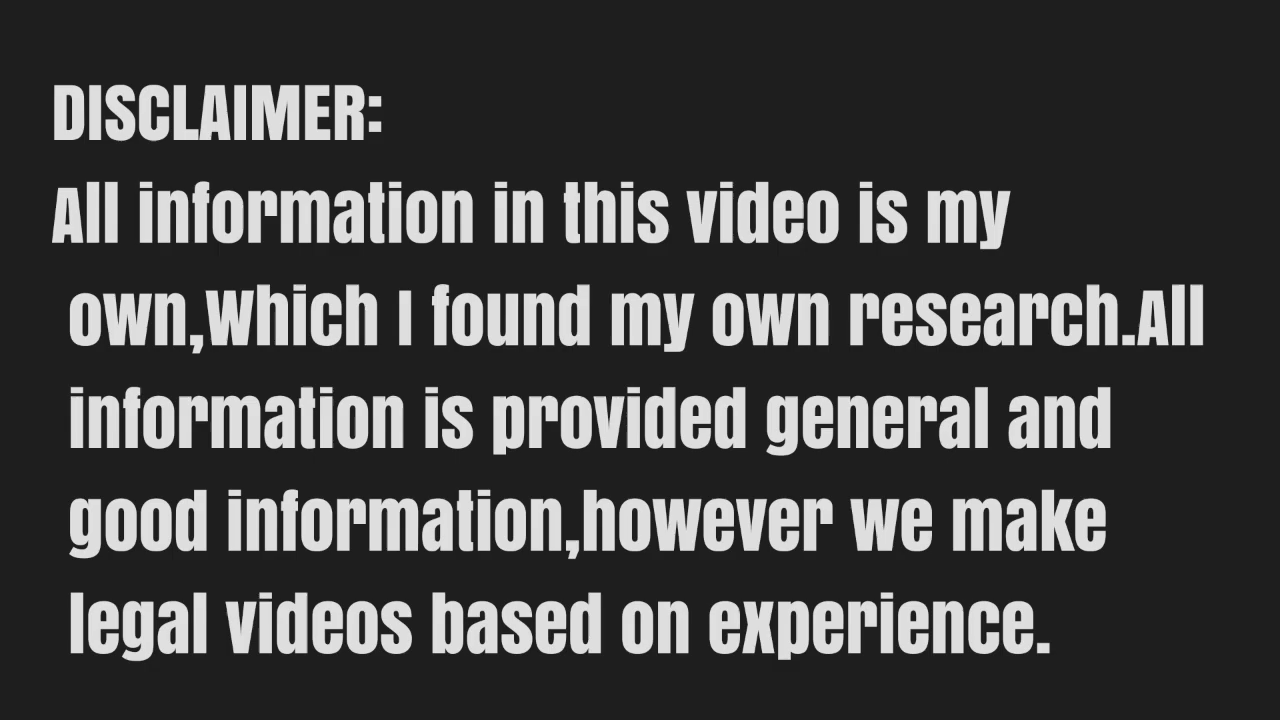 DISCLAIMER:
All information in this video is my
own,Which I found my own research.All
information is provided general and
good information,however we make
legal videos based on experience.